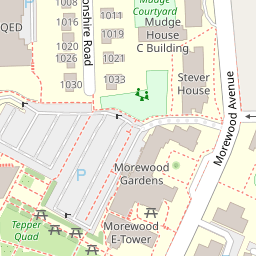 1008
1011
Mudge
Courtyard
QED
onshire Road
1016
1019
Mudge
House
C Building
1020
1026
1021
1030
1033
Stever
House
Morewood Avenue
P
Morewood
Gardens
Tepper
Quad
Morewood
E-Tower